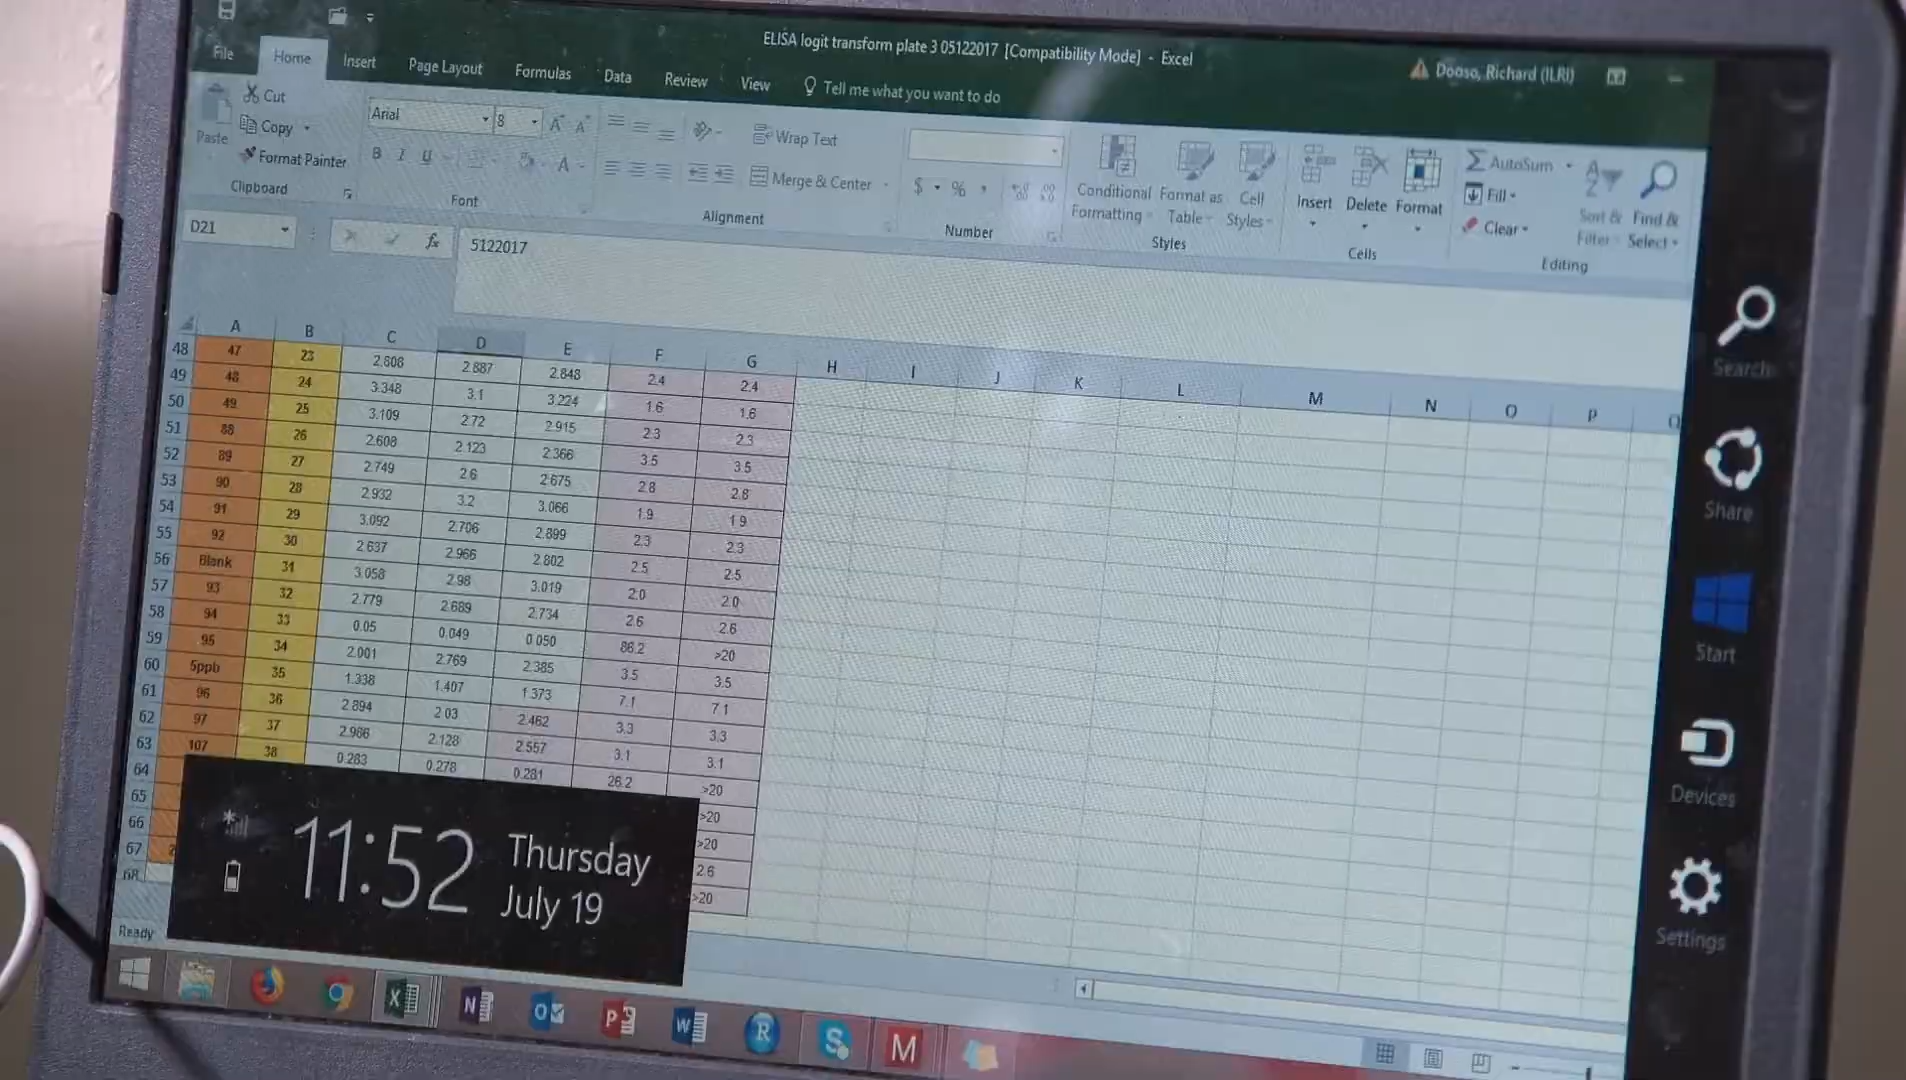 ELISA logit transform plate 3 05122017 [Compatibility Mode] - Excel
Dooso, Richard (ILRI)
File Home Insert Page Layout Formulas Data Review View Tell me what you want to do
Paste
Cut
Copy
Format Painter
Clipboard
Arial 8
B I U
Font
Wrap Text
Merge & Center
Alignment
$ % ,
Number
Conditional Formatting
Format as Table
Cell Styles
Styles
Insert Delete Format
Cells
AutoSum
Fill
Clear
Sort & Filter
Find & Select
Editing
D21 fx 5122017
A B C D E F G H I J K L M N O P Q
48 47 23 2.808 2.887 2.848 2.4 2.4
49 48 24 3.348 3.1 3.224 1.6 1.6
50 49 25 3.109 2.72 2.915 2.3 2.3
51 88 26 2.608 2.123 2.366 3.5 3.5
52 89 27 2.749 2.6 2.675 2.8 2.8
53 90 28 2.932 3.2 3.066 1.9 1.9
54 91 29 3.092 2.706 2.899 2.3 2.3
55 92 30 2.637 2.966 2.802 2.5 2.5
56 Blank 31 3.058 2.98 3.019 2.0 2.0
57 93 32 2.779 2.689 2.734 2.6 2.6
58 94 33 0.05 0.049 0.050 86.2 >20
59 95 34 2.001 2.769 2.385 3.5 3.5
60 5ppb 35 1.338 1.407 1.373 7.1 7.1
61 96 36 2.894 2.03 2.462 3.3 3.3
62 97 37 2.986 2.128 2.557 3.1 3.1
63 107 38 0.283 0.278 0.281 26.2 >20
64 >20
65 >20
66 2.6
67 >20
68
11:52
Thursday
July 19
Ready
Search
Share
Start
Devices
Settings